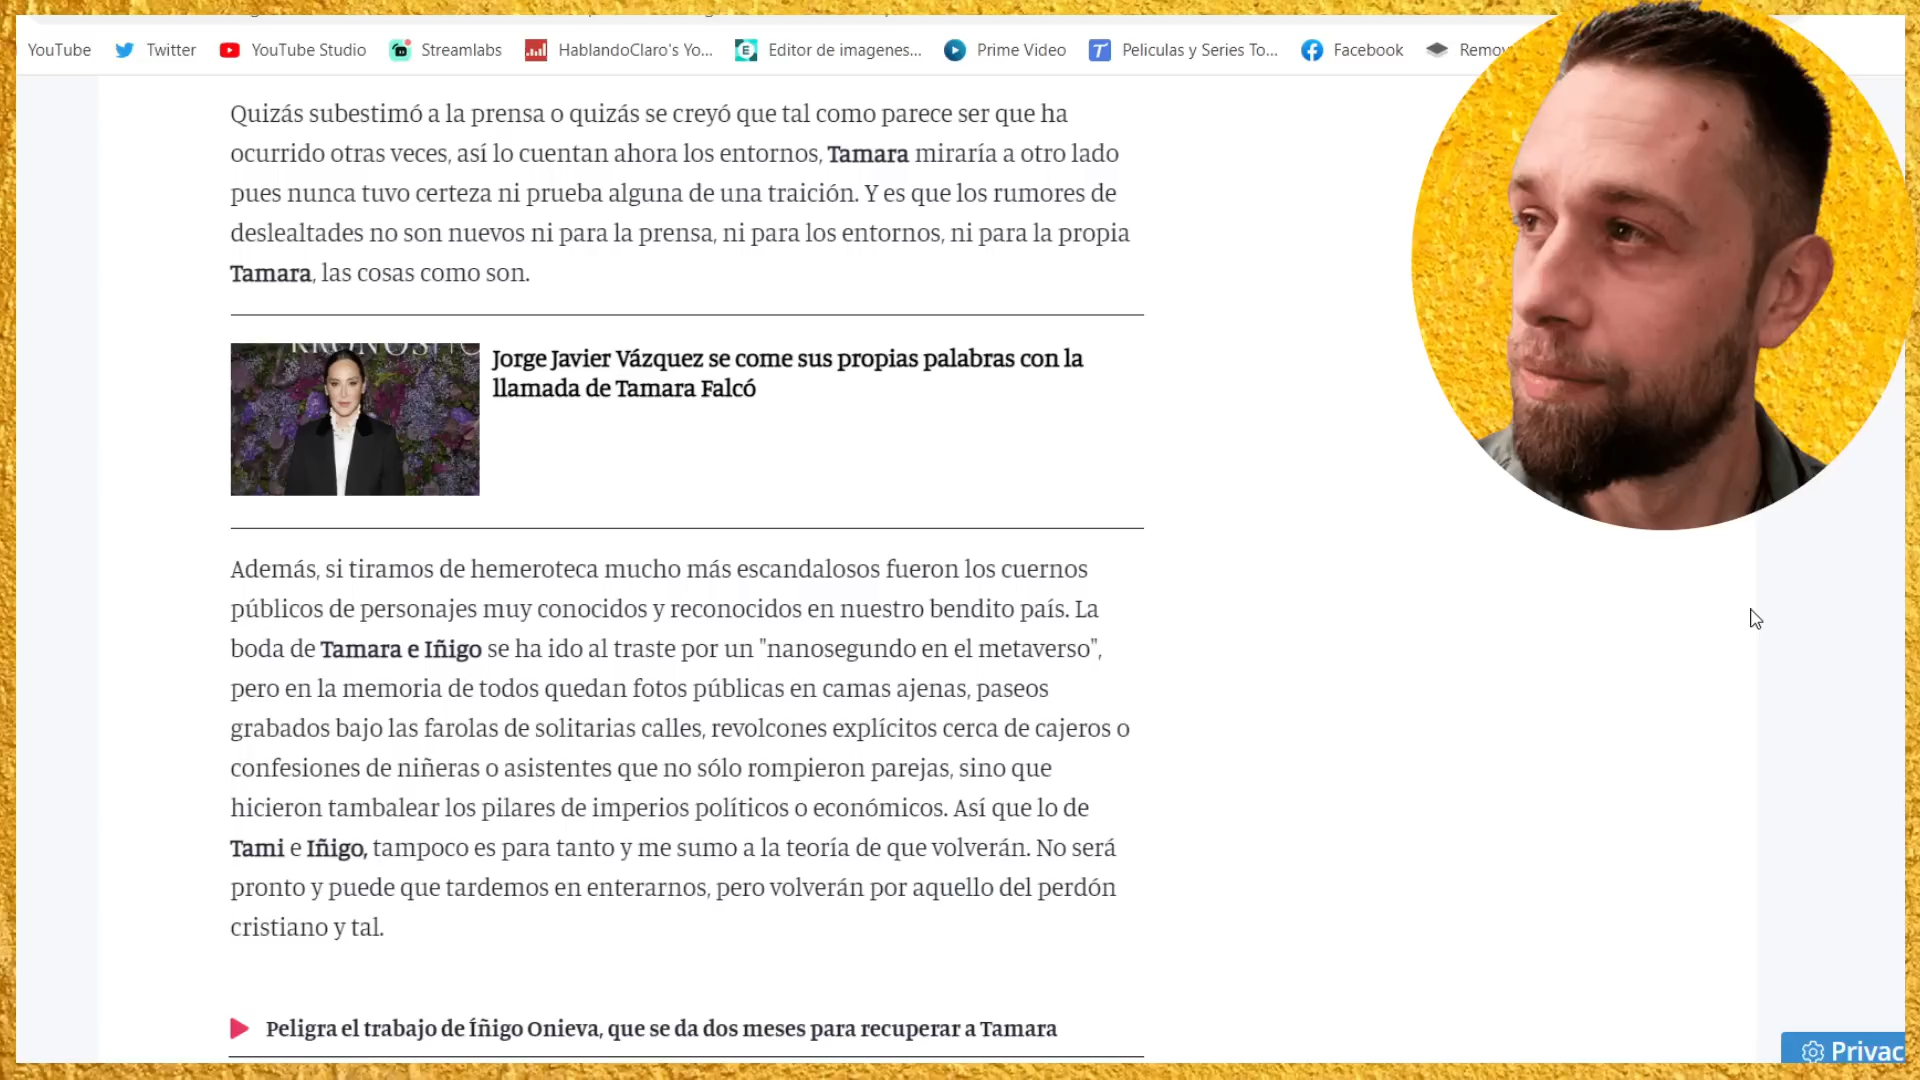 YouTube Twitter YouTube Studio Streamlabs HablandoClaro's Yo... Editor de imagenes... Prime Video Peliculas y Series To... Facebook
Quizás subestimó a la prensa o quizás se creyó que tal como parece ser que ha
ocurrido otras veces, así lo cuentan ahora los entornos, Tamara miraría a otro lado
pues nunca tuvo certeza ni prueba alguna de una traición. Y es que los rumores de
deslealtades no son nuevos ni para la prensa, ni para los entornos, ni para la propia
Tamara, las cosas como son.
Jorge Javier Vázquez se come sus propias palabras con la
llamada de Tamara Falcó
Además, si tiramos de hemeroteca mucho más escandalosos fueron los cuernos
públicos de personajes muy conocidos y reconocidos en nuestro bendito país. La
boda de Tamara e Iñigo se ha ido al traste por un "nanosegundo en el metaverso",
pero en la memoria de todos quedan fotos públicas en camas ajenas, paseos
grabados bajo las farolas de solitarias calles, revolcones explícitos cerca de cajeros o
confesiones de niñeras o asistentes que no sólo rompieron parejas, sino que
hicieron tambalear los pilares de imperios políticos o económicos. Así que lo de
Tami e Iñigo, tampoco es para tanto y me sumo a la teoría de que volverán. No será
pronto y puede que tardemos en enterarnos, pero volverán por aquello del perdón
cristiano y tal.
Peligra el trabajo de Íñigo Onieva, que se da dos meses para recuperar a Tamara
Privac